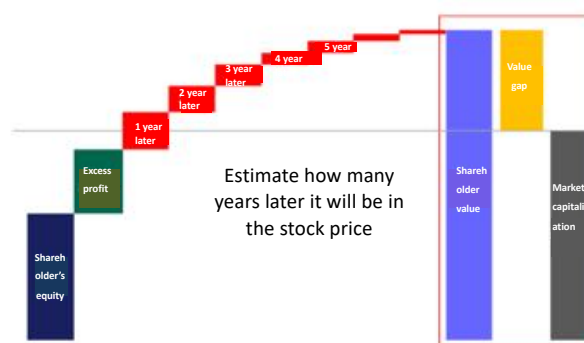 5 year
4 year
later
3 year
later
2 year
later
1 year
later
Excess
profit
Shareh
older's
equity
Estimate how many
years later it will be in
the stock price
Shareh
older
value
Value
gap
Market
capitali
ation